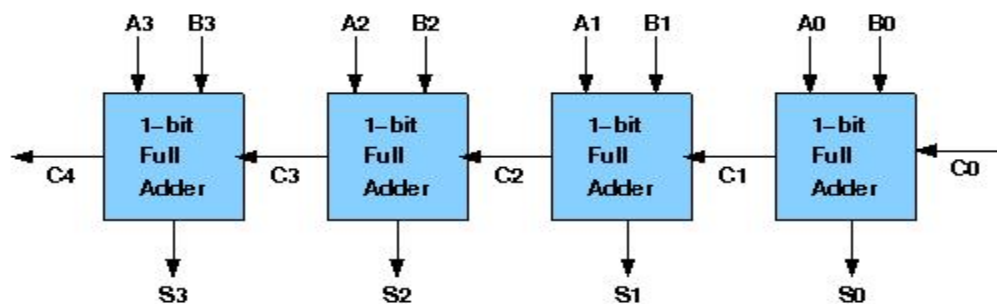 A3 B3 A2 B2 A1 B1 A0 B0
1-bit 1-bit 1-bit 1-bit
Full Full Full Full
C4 C3 C2 C1 C0
Adder Adder Adder Adder
S3 S2 S1 S0